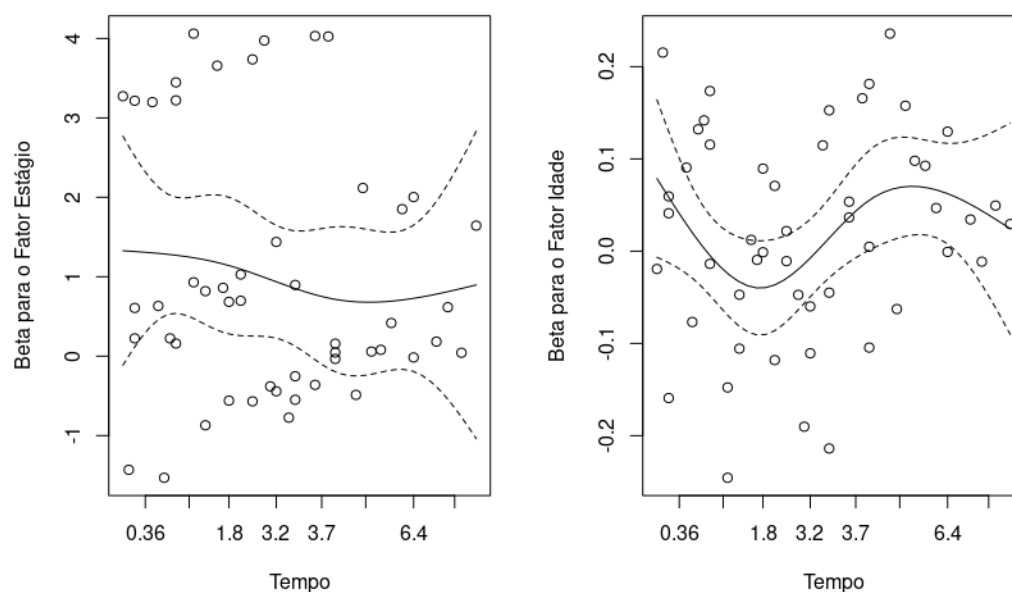 Beta para o Fator Estágio
4
3
2
1
0
-1
0.36 1.8 3.2 3.7 6.4
Tempo
Beta para o Fator Idade
0.2
0.1
0.0
-0.1
-0.2
0.36 1.8 3.2 3.7 6.4
Tempo